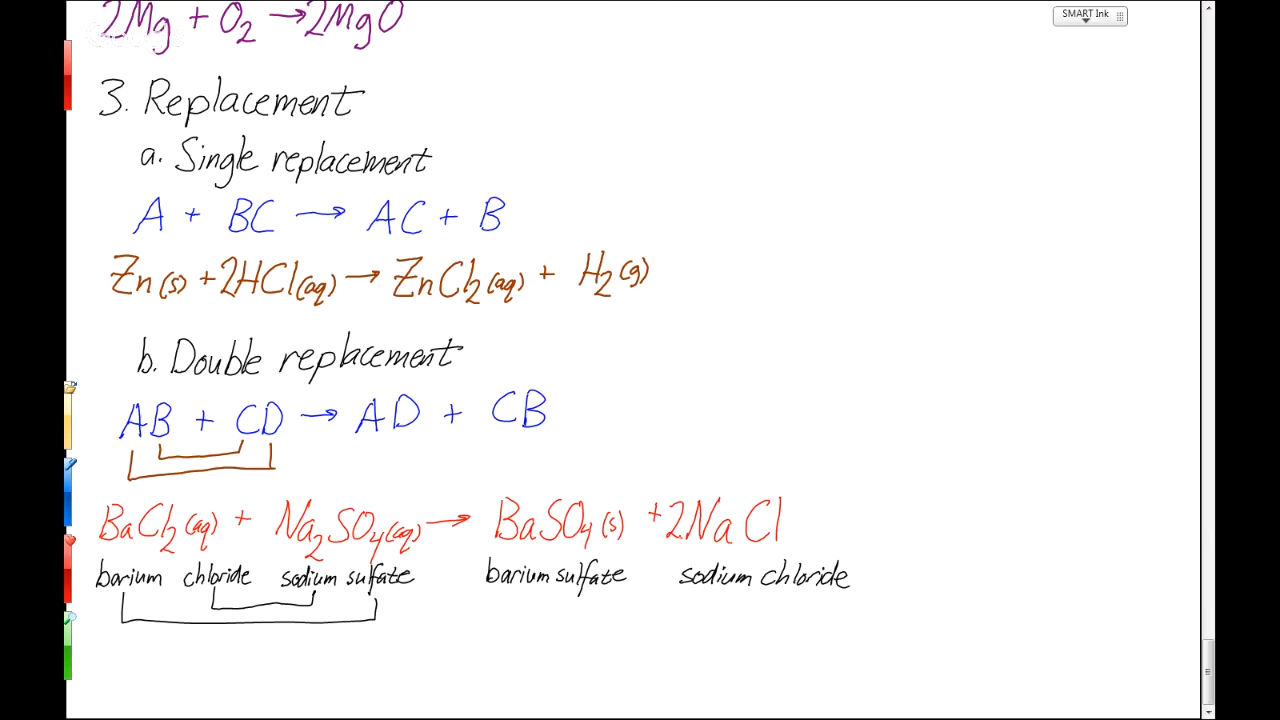 SMART Ink
2Mg + O2 → 2MgO
3. Replacement
a. Single replacement
A + BC → AC + B
Zn(s) + 2HCl(aq) → ZnCl2(aq) + H2(g)
b. Double replacement
AB + CD → AD + CB
BaCl2(aq) + Na2SO4(aq) → BaSO4(s) + 2NaCl
barium chloride sodium sulfate barium sulfate sodium chloride